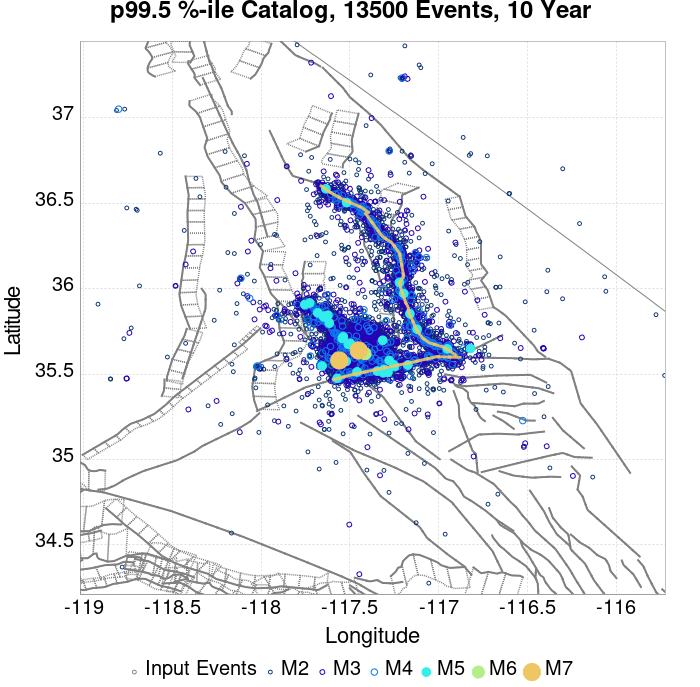 p99.5 %-ile Catalog, 13500 Events, 10 Year
37
36.5
36
35.5
35
34.5
Latitude
-119 -118.5 -118 -117.5 -117 -116.5 -116
Longitude
Input Events M2 M3 M4 M5 M6 M7